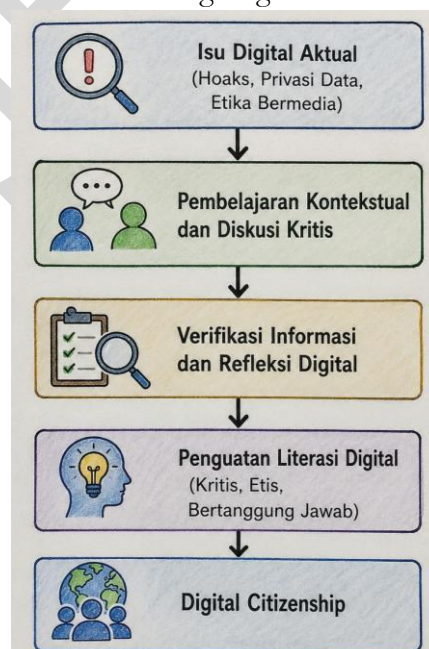 Isu Digital Aktual
(Hoaks, Privasi Data,
Etika Bermedia)
Pembelajaran Kontekstual
dan Diskusi Kritis
Verifikasi Informasi
dan Refleksi Digital
Penguatan Literasi Digital
(Kritis, Etis,
Bertanggung Jawab)
Digital Citizenship